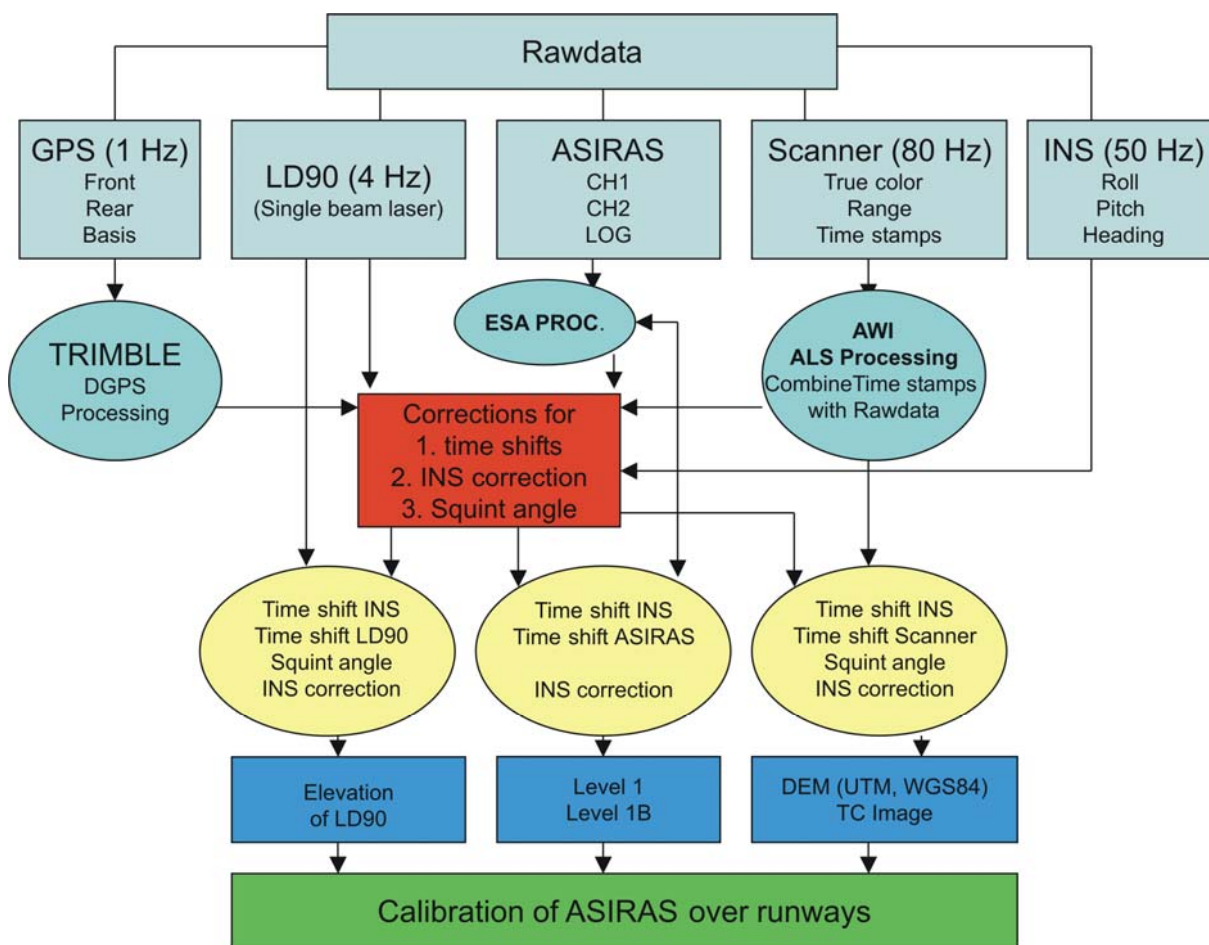 Rawdata
GPS (1 Hz)
Front
Rear
Basis
LD90 (4 Hz)
(Single beam laser)
ASIRAS
CH1
CH2
LOG
Scanner (80 Hz)
True color
Range
Time stamps
INS (50 Hz)
Roll
Pitch
Heading
TRIMBLE
DGPS
Processing
ESA PROC.
AWI
ALS Processing
CombineTime stamps
with Rawdata
Corrections for
1. time shifts
2. INS correction
3. Squint angle
Time shift INS
Time shift LD90
Squint angle
INS correction
Time shift INS
Time shift ASIRAS
INS correction
Time shift INS
Time shift Scanner
Squint angle
INS correction
Elevation
of LD90
Level 1
Level 1B
DEM (UTM, WGS84)
TC Image
Calibration of ASIRAS over runways